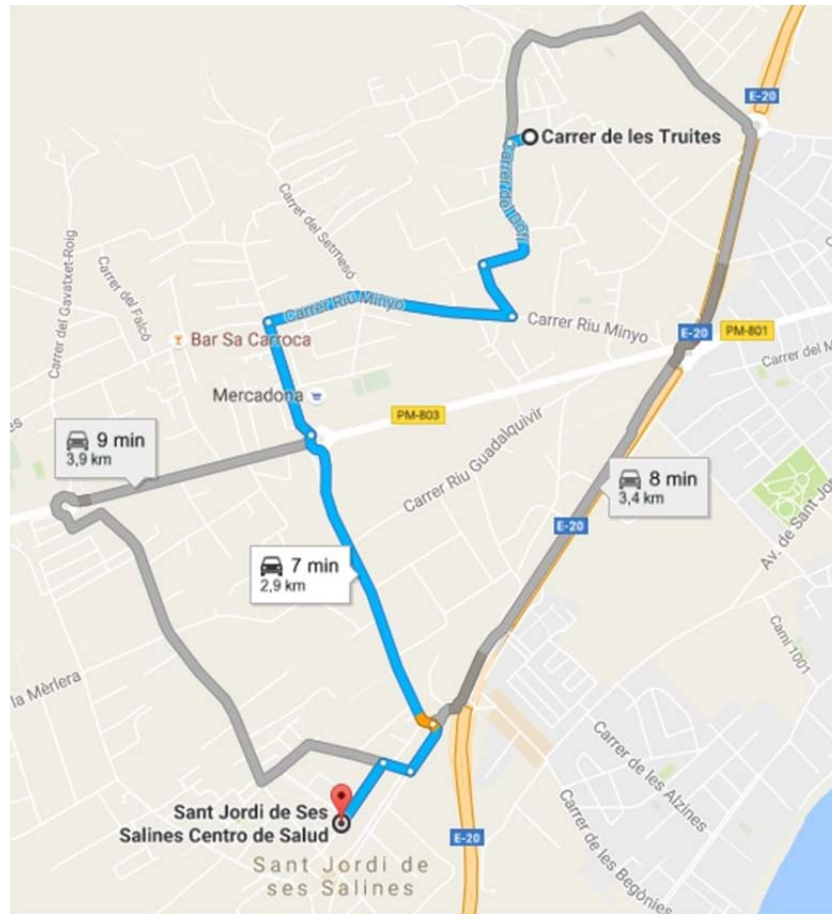 E-20
Carrer de les Truites
Carrer del Setmesó
Carrer del Gavatxet-Roig
Carrer del Falcó
Carrer Riu Minyo
Carrer Riu Minyo
E-20
PM-801
Bar Sa Carroca
Carrer del M
Mercadona
PM-803
es
9 min
3,9 km
Carrer Riu Guadalquivir
8 min
3,4 km
E-20
Av. de Sant Jor
7 min
2,9 km
Camí 1001
la Mèrlera
Carrer de les Alzines
Sant Jordi de Ses
Salines Centro de Salud
E-20
Carrer de les Begònies
Sant Jordi de
ses Salines